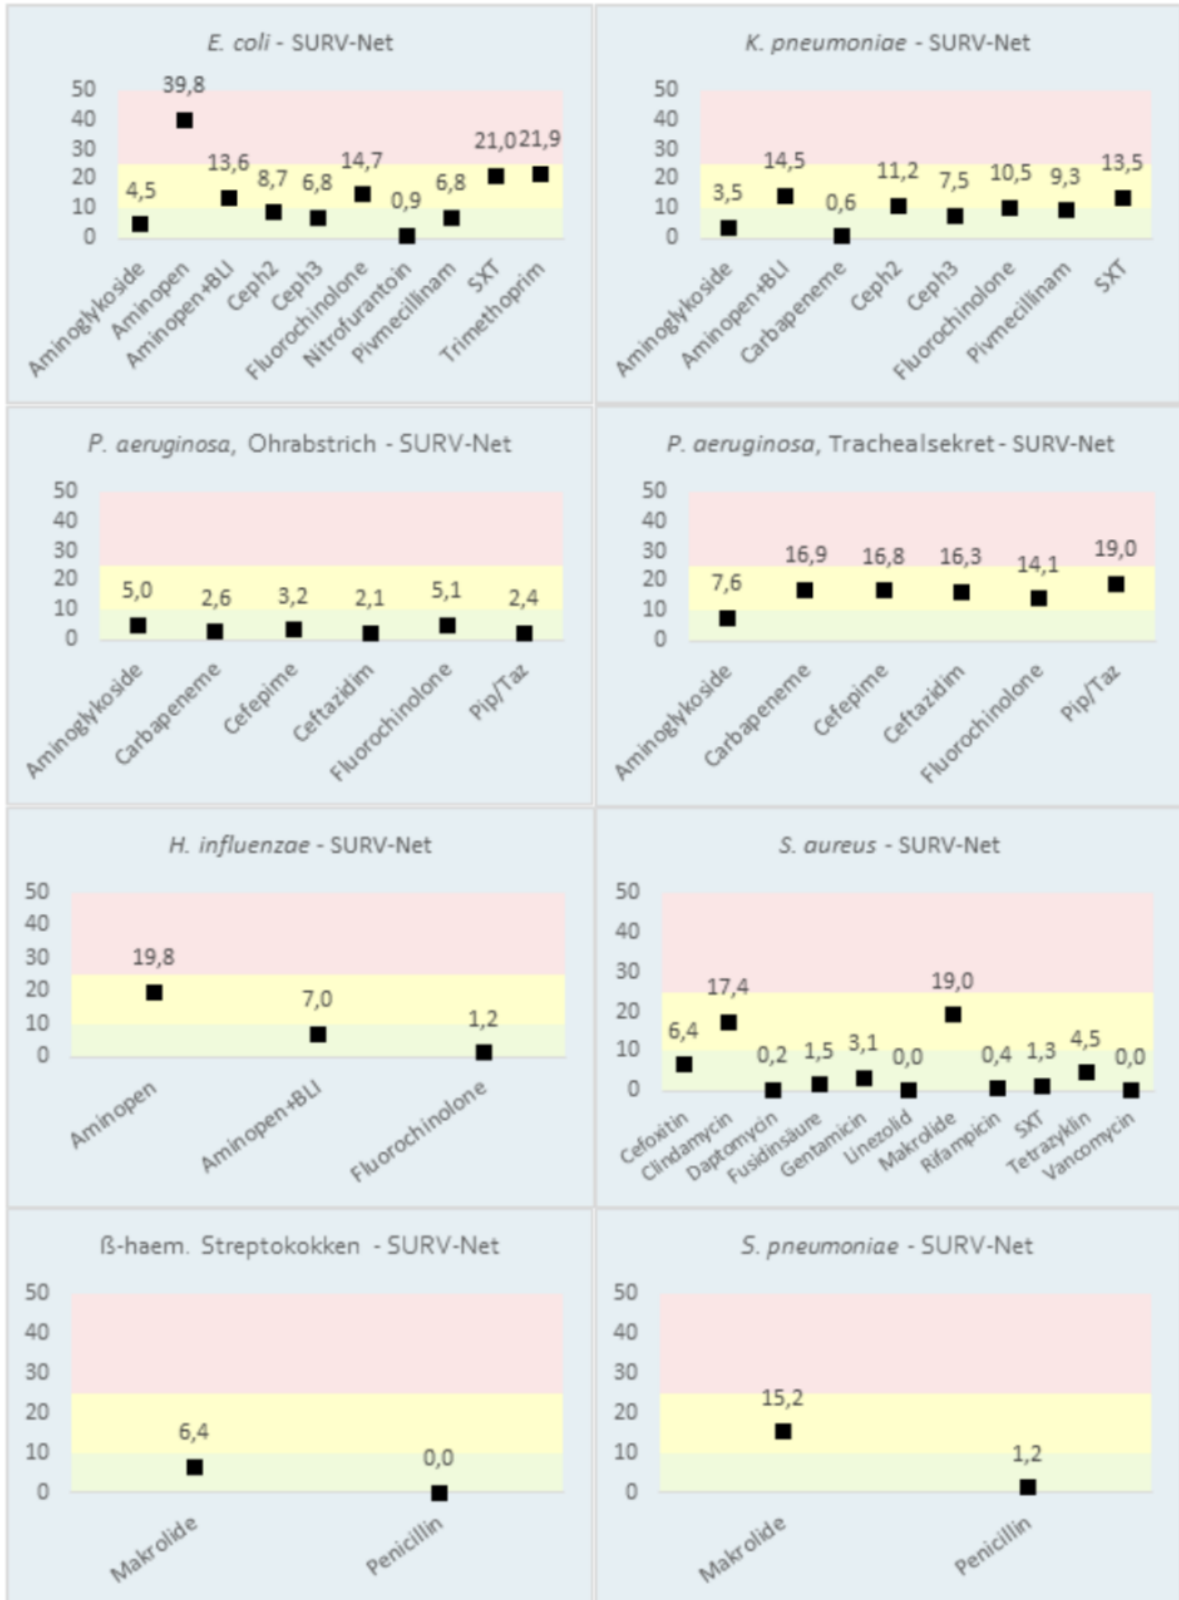 E. coli - SURV-Net
50
40
30
20
10
0
39,8
4,5
13,6
8,7
6,8
14,7
0,9
6,8
21,0
21,9
Aminoglykoside
Aminopen
Aminopen+BLI
Ceph2
Ceph3
Fluorochinolone
Nitrofurantoin
Pivmecillinam
SXT
Trimethoprim
K. pneumoniae - SURV-Net
50
40
30
20
10
0
3,5
14,5
0,6
11,2
7,5
10,5
9,3
13,5
Aminoglykoside
Aminopen+BLI
Carbapeneme
Ceph2
Ceph3
Fluorochinolone
Pivmecillinam
SXT
P. aeruginosa, Ohrabstrich - SURV-Net
50
40
30
20
10
0
5,0
2,6
3,2
2,1
5,1
2,4
Aminoglykoside
Carbapeneme
Cefepime
Ceftazidim
Fluorochinolone
Pip/Taz
P. aeruginosa, Trachealsekret - SURV-Net
50
40
30
20
10
0
7,6
16,9
16,8
16,3
14,1
19,0
Aminoglykoside
Carbapeneme
Cefepime
Ceftazidim
Fluorochinolone
Pip/Taz
H. influenzae - SURV-Net
50
40
30
20
10
0
19,8
7,0
1,2
Aminopen
Aminopen+BLI
Fluorochinolone
S. aureus - SURV-Net
50
40
30
20
10
0
6,4
17,4
0,2
1,5
3,1
0,0
19,0
0,4
1,3
4,5
0,0
Cefoxitin
Clindamycin
Daptomycin
Fusidinsäure
Gentamicin
Linezolid
Makrolide
Rifampicin
SXT
Tetrazyklin
Vancomycin
ß-haem. Streptokokken - SURV-Net
50
40
30
20
10
0
6,4
0,0
Makrolide
Penicillin
S. pneumoniae - SURV-Net
50
40
30
20
10
0
15,2
1,2
Makrolide
Penicillin